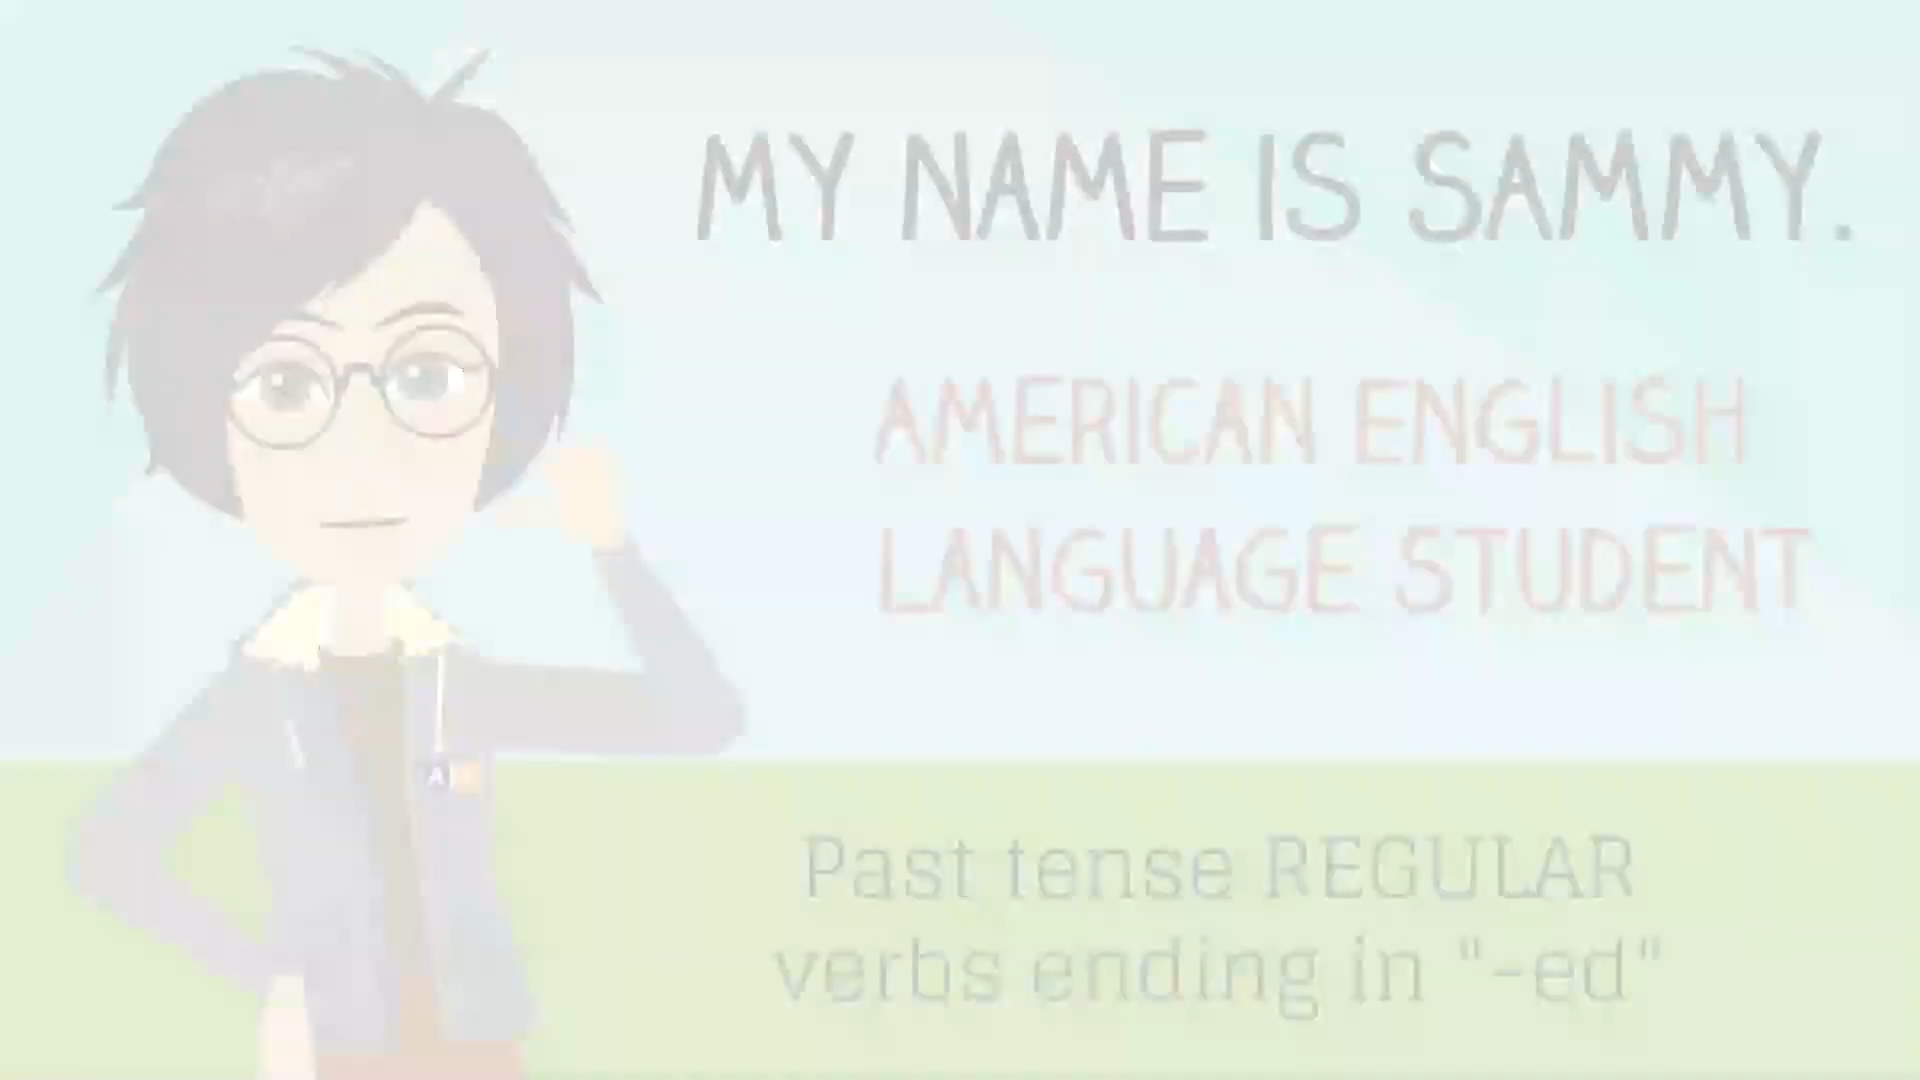 MY NAME IS SAMMY.
AMERICAN ENGLISH
LANGUAGE STUDENT
A
Past tense REGULAR
verbs ending in "-ed"